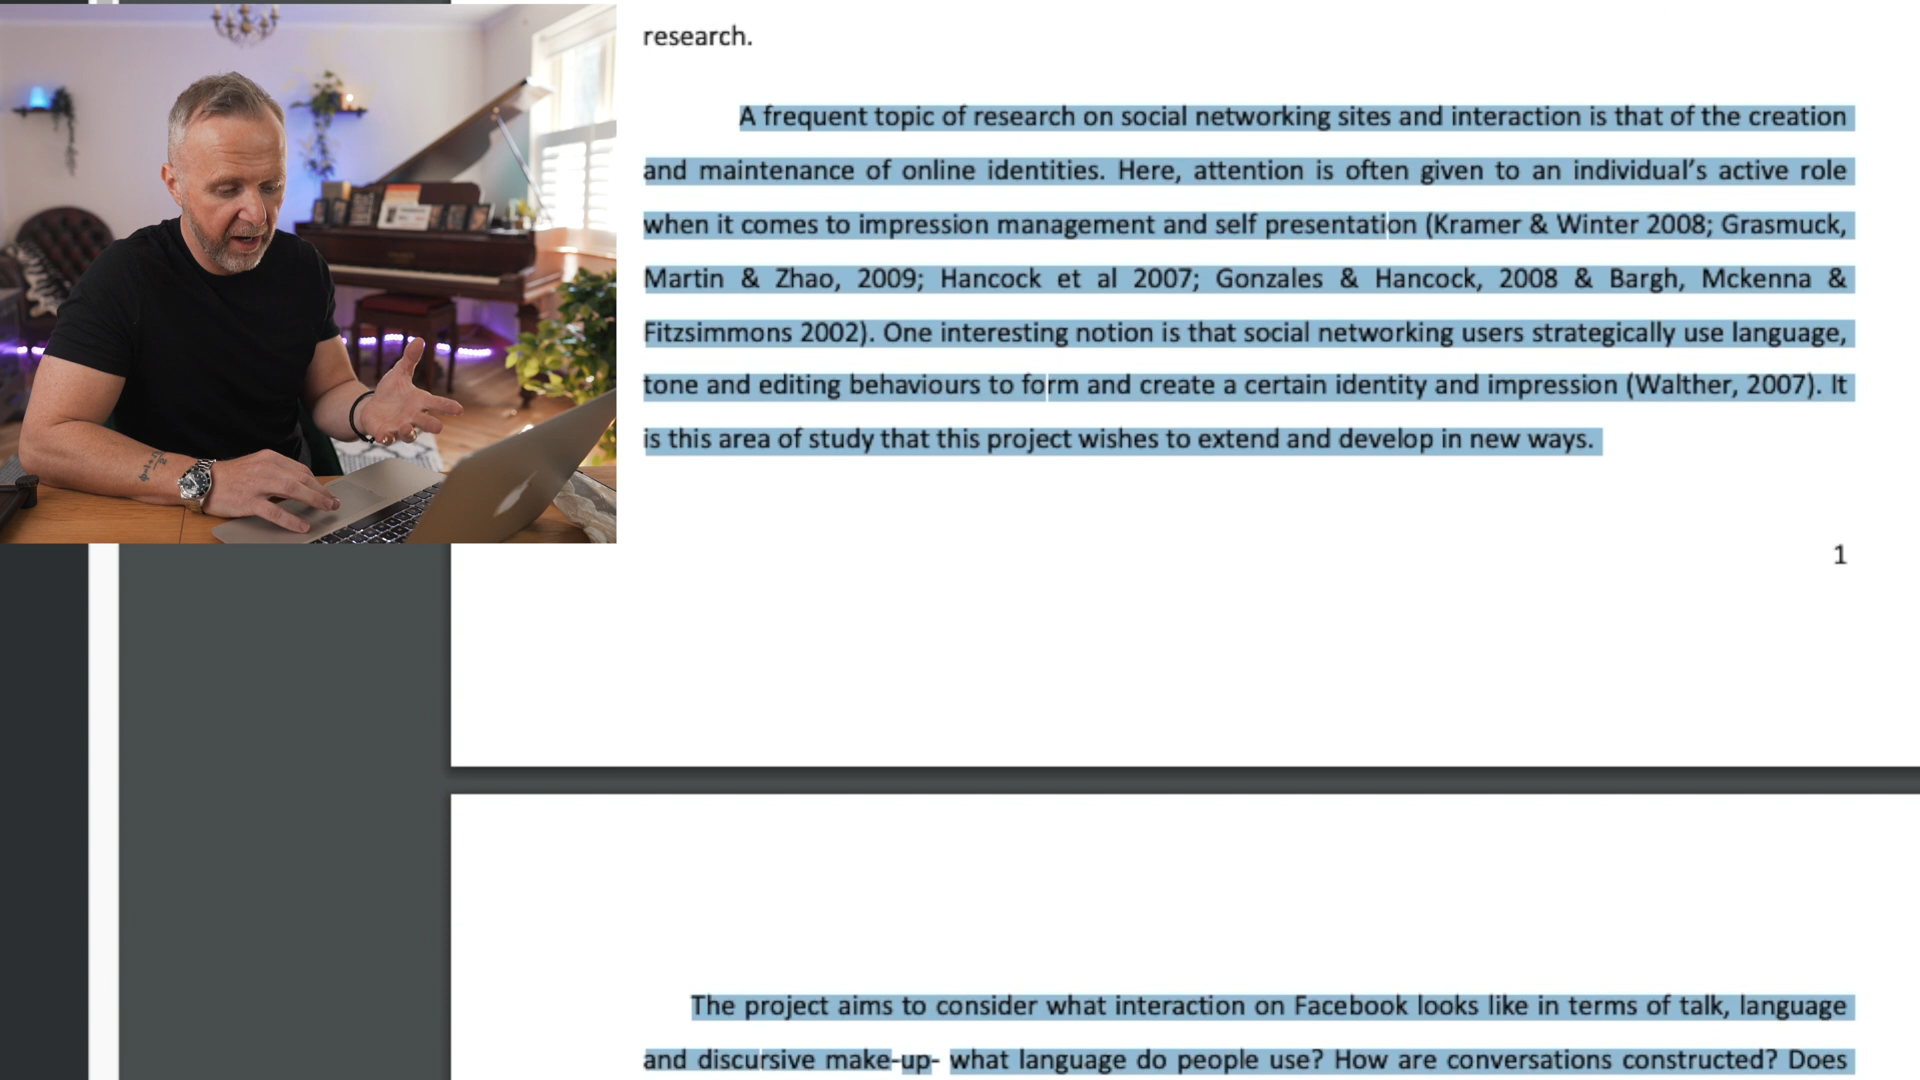 research.
A frequent topic of research on social networking sites and interaction is that of the creation
and maintenance of online identities. Here, attention is often given to an individual’s active role
when it comes to impression management and self presentation (Kramer & Winter 2008; Grasmuck,
Martin & Zhao, 2009; Hancock et al 2007; Gonzales & Hancock, 2008 & Bargh, Mckenna &
Fitzsimmons 2002). One interesting notion is that social networking users strategically use language,
tone and editing behaviours to form and create a certain identity and impression (Walther, 2007). It
is this area of study that this project wishes to extend and develop in new ways.
1
The project aims to consider what interaction on Facebook looks like in terms of talk, language
and discursive make-up- what language do people use? How are conversations constructed? Does